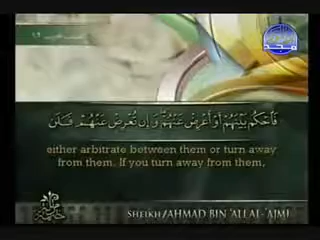 فَاحْكُم بَيْنَهُمْ أَوْ أَعْرِضْ عَنْهُمْ وَإِن تُعْرِضْ عَنْهُمْ فَلَن
either arbitrate between them or turn away
from them. If you turn away from them,
SHEIKH/AHMAD BIN 'ALI AL-'AJMI